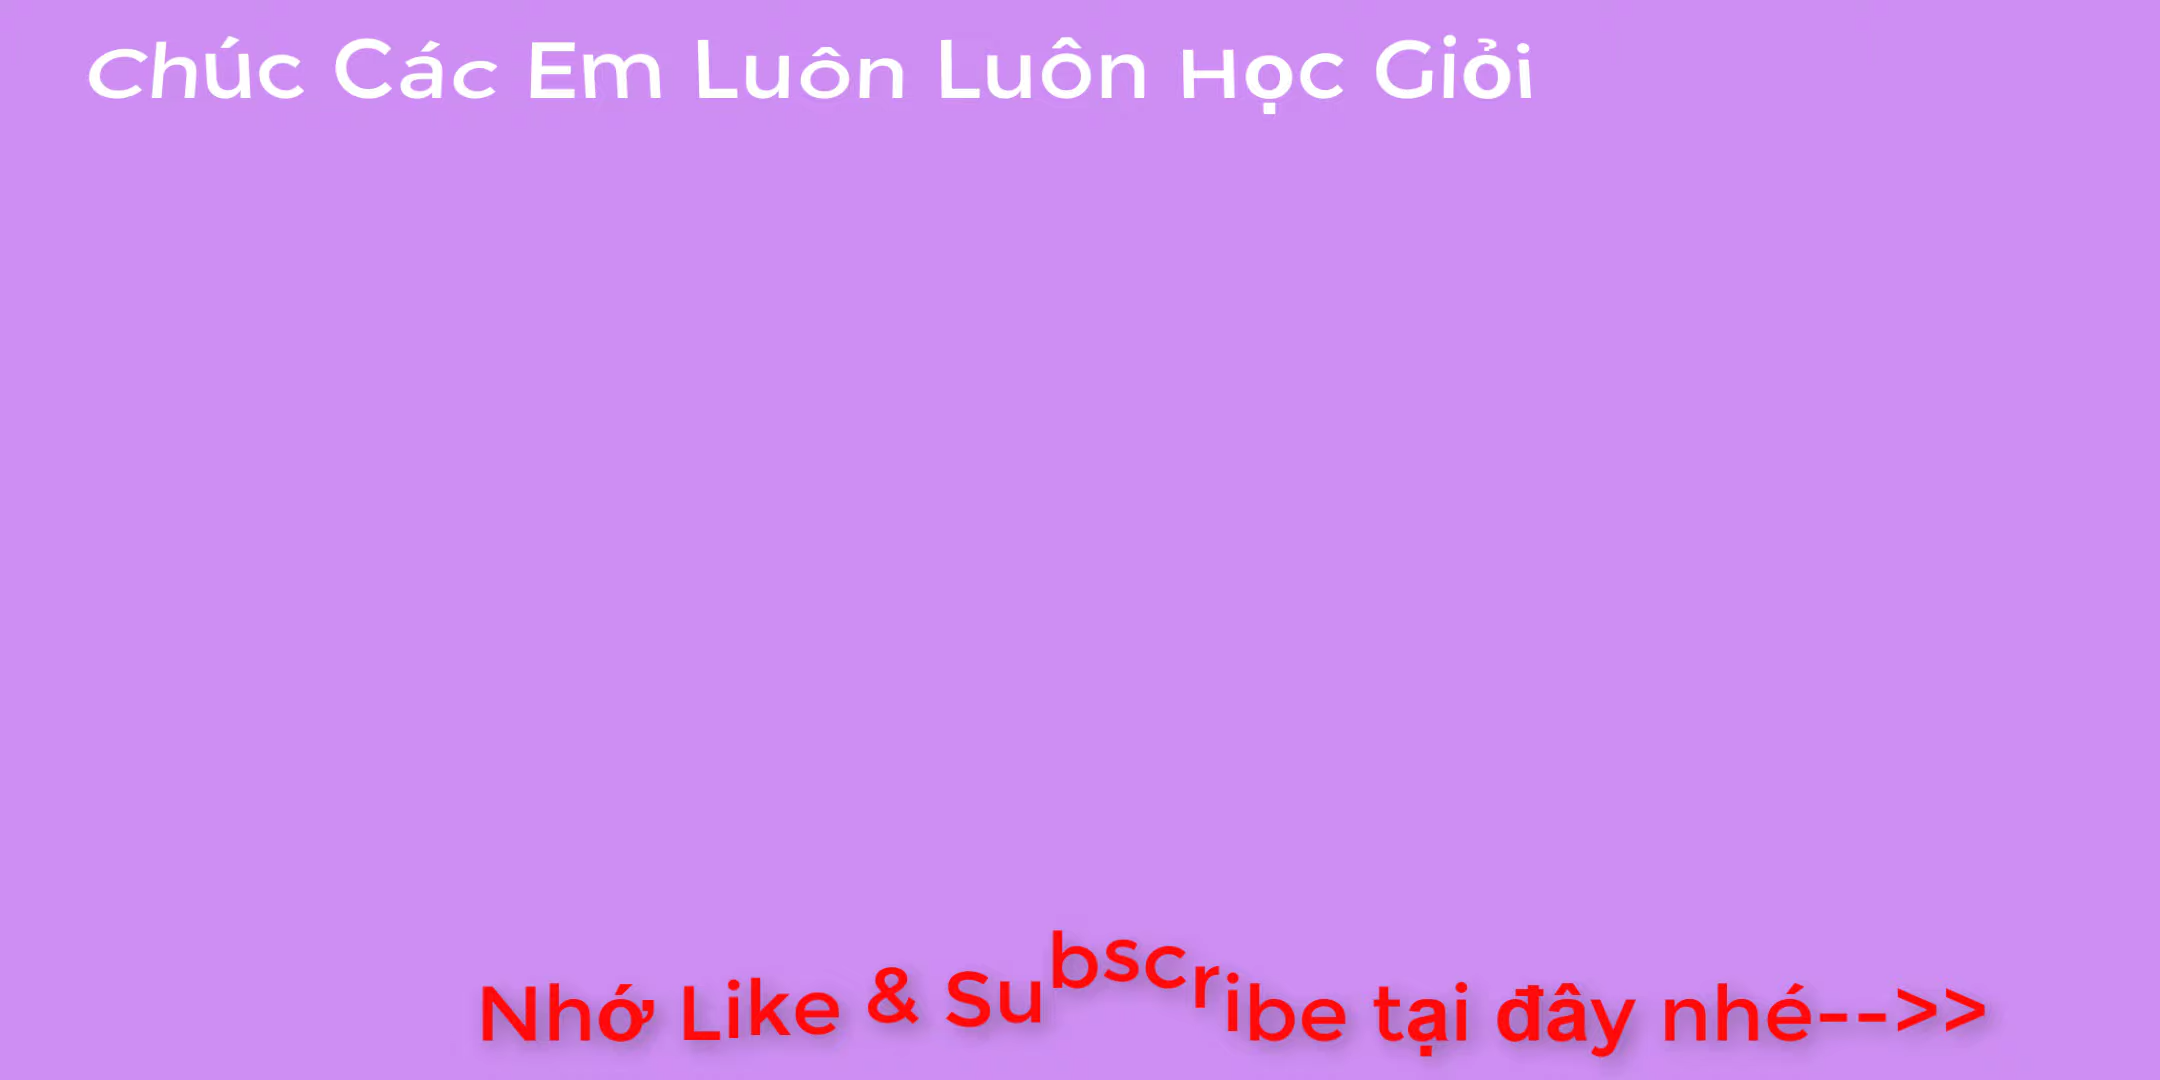 Chúc Các Em Luôn Luôn Học Giỏi
Nhớ Like & Subscribe tại đây nhé-->>